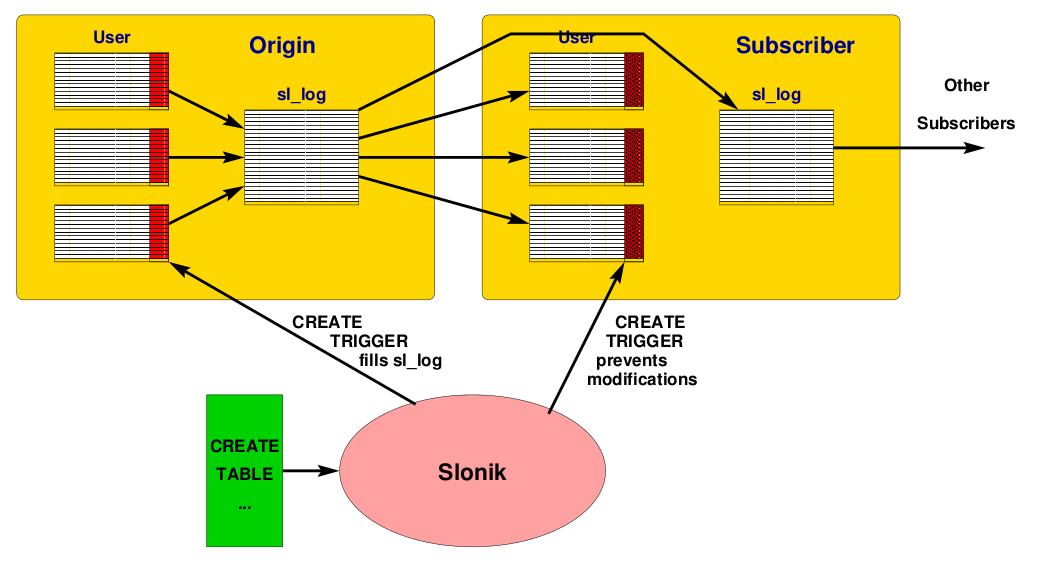 User
Origin
sl_log
User
Subscriber
sl_log
Other
Subscribers
CREATE
TRIGGER
fills sl_log
CREATE
TRIGGER
prevents
modifications
CREATE
TABLE
...
Slonik